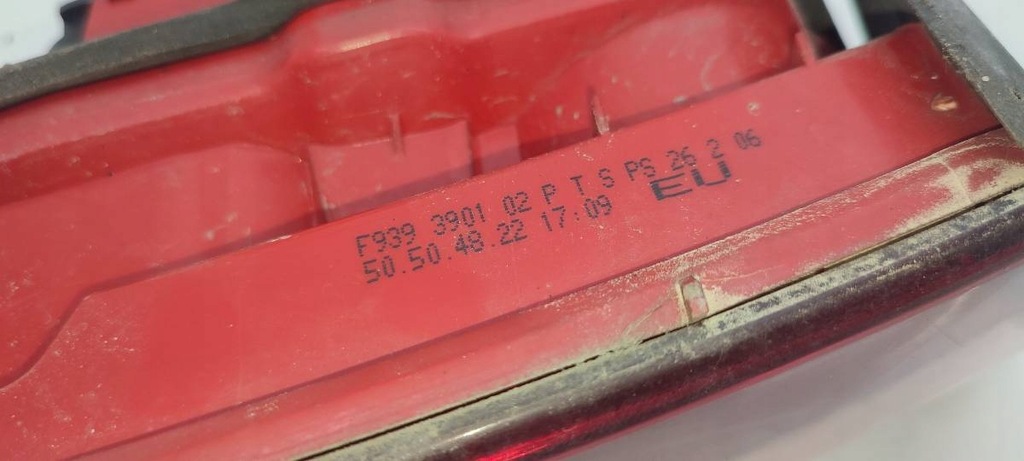 F939 3901 02 P T S PS 26 2 06
50.50.48.22 17:09 EU